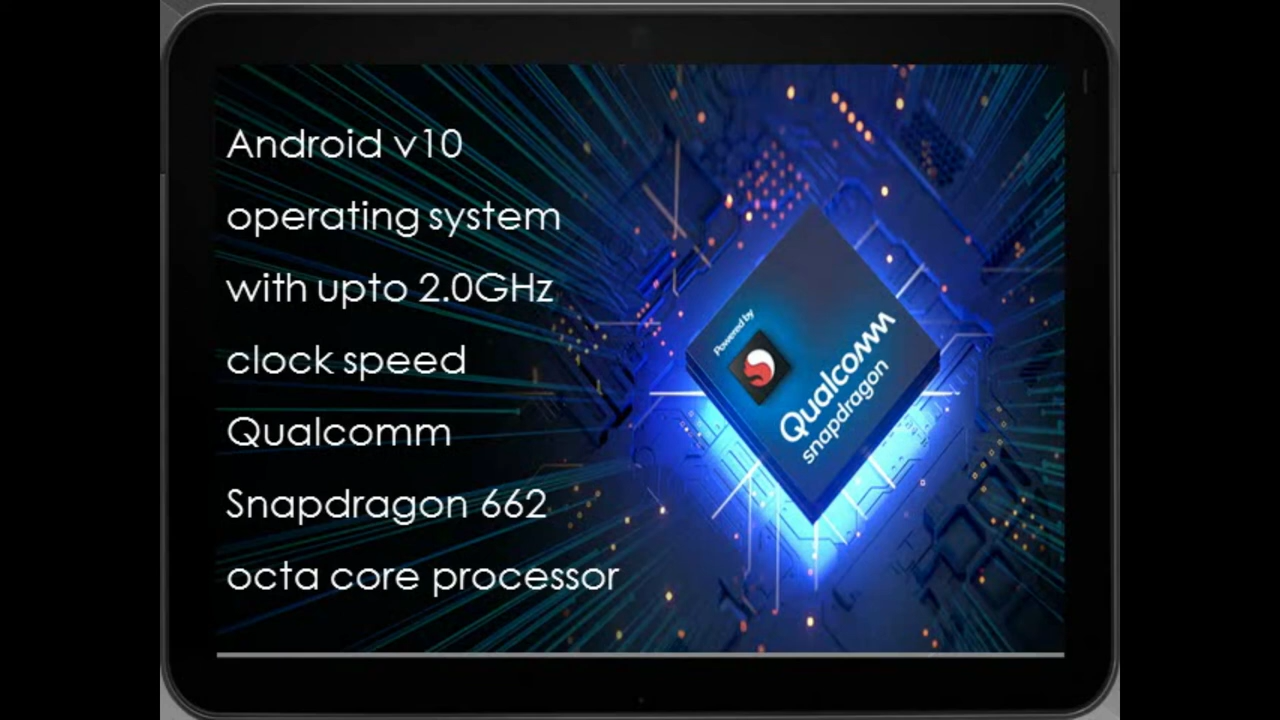 Android v10
operating system
with upto 2.0GHz
clock speed
Qualcomm
Snapdragon 662
octa core processor
Powered by
Qualcomm
snapdragon